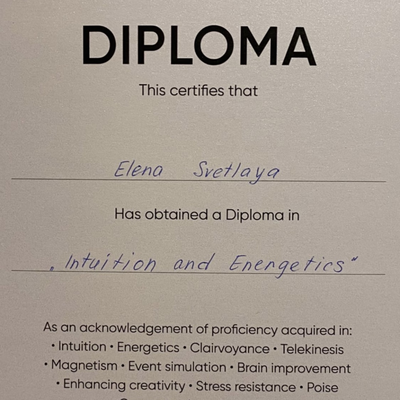 DIPLOMA
This certifies that
Elena Svetlaya
Has obtained a Diploma in
„Intuition and Energetics“
As an acknowledgement of proficiency acquired in:
• Intuition • Energetics • Clairvoyance • Telekinesis
• Magnetism • Event simulation • Brain improvement
• Enhancing creativity • Stress resistance • Poise